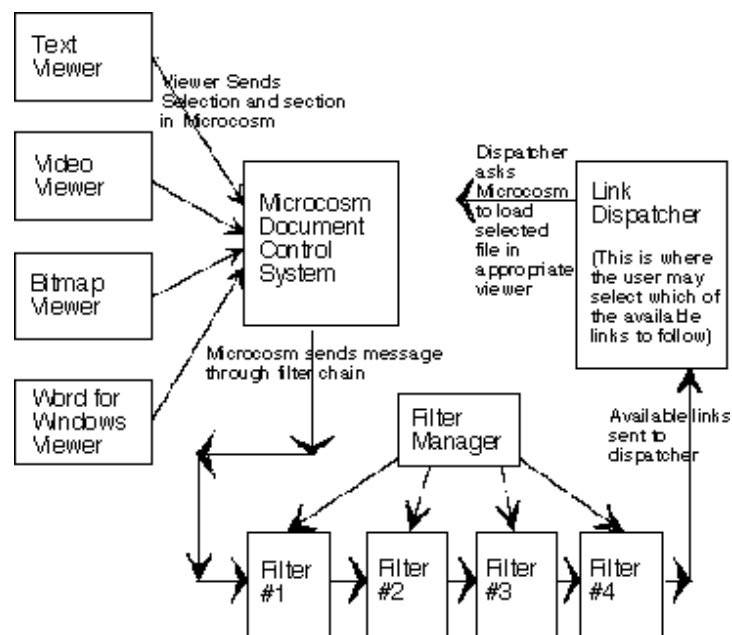 Text
Viewer
Viewer Sends
Selection and section
in Microcosm
Video
Viewer
Bitmap
Viewer
Word for
Windows
Viewer
Microcosm
Document
Control
System
Dispatcher
asks
Microcosm
to load
selected
file in
appropriate
viewer
Link
Dispatcher
(This is where
the user may
select which of
the available
links to follow)
Microcosm sends message
through filter chain
Filter
Manager
Available links
sent to
dispatcher
Filter
#1
Filter
#2
Filter
#3
Filter
#4